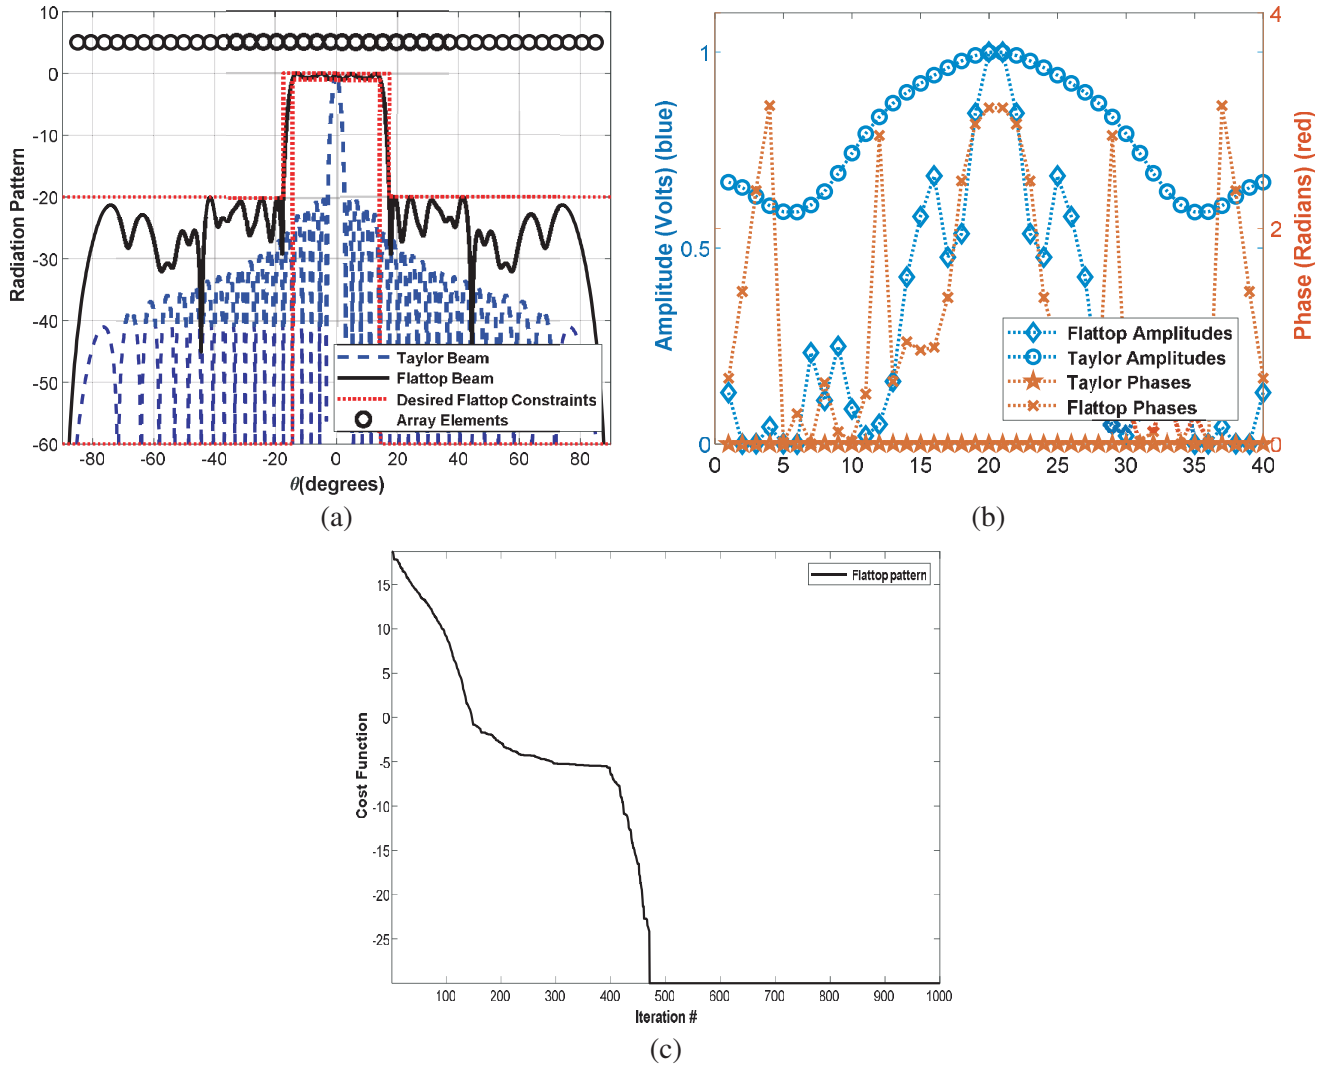 10
0
-10
-20
-30
-40
-50
-60
Radiation Pattern
-80 -60 -40 -20 0 20 40 60 80
θ(degrees)
Taylor Beam
Flattop Beam
Desired Flattop Constraints
Array Elements
(a)
1
0.5
0
Amplitude (Volts) (blue)
4
2
0
Phase (Radians) (red)
0 5 10 15 20 25 30 35 40
Flattop Amplitudes
Taylor Amplitudes
Taylor Phases
Flattop Phases
(b)
15
10
5
0
-5
-10
-15
-20
-25
Cost Function
100 200 300 400 500 600 700 800 900 1000
Iteration #
Flattop pattern
(c)